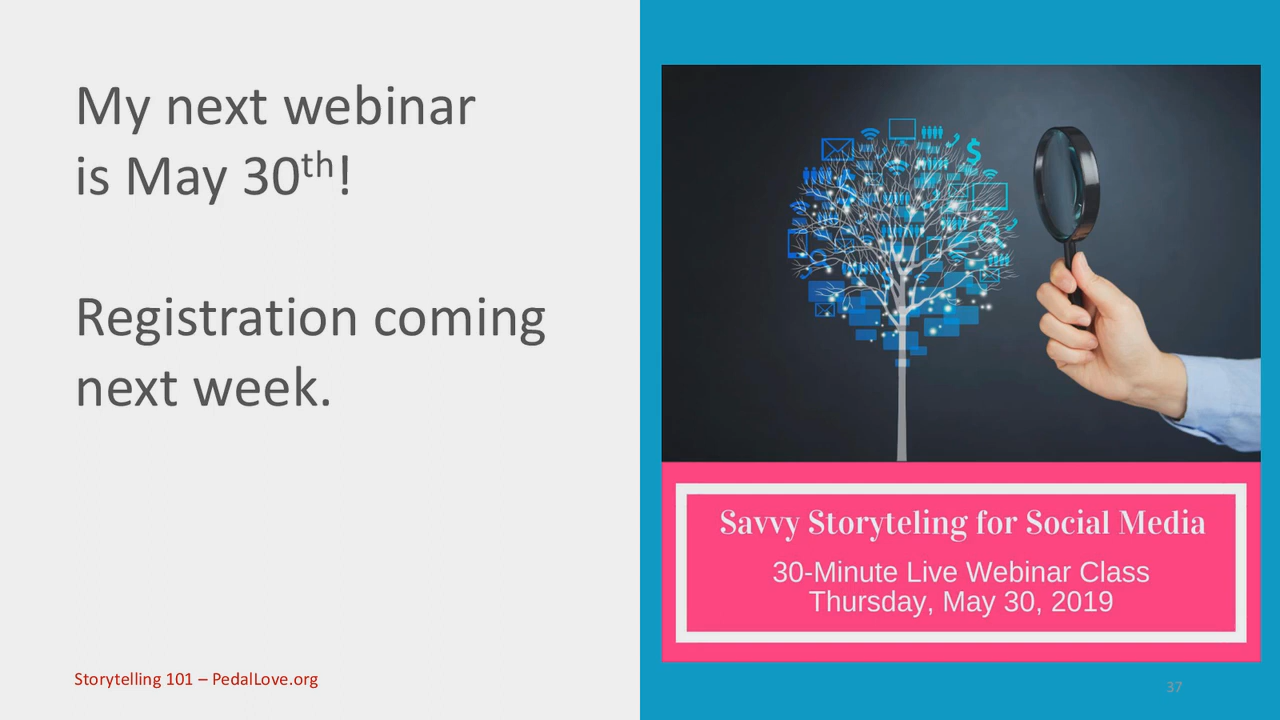 My next webinar
is May 30th!
Registration coming
next week.
Savvy Storyteling for Social Media
30-Minute Live Webinar Class
Thursday, May 30, 2019
Storytelling 101 – PedalLove.org
37